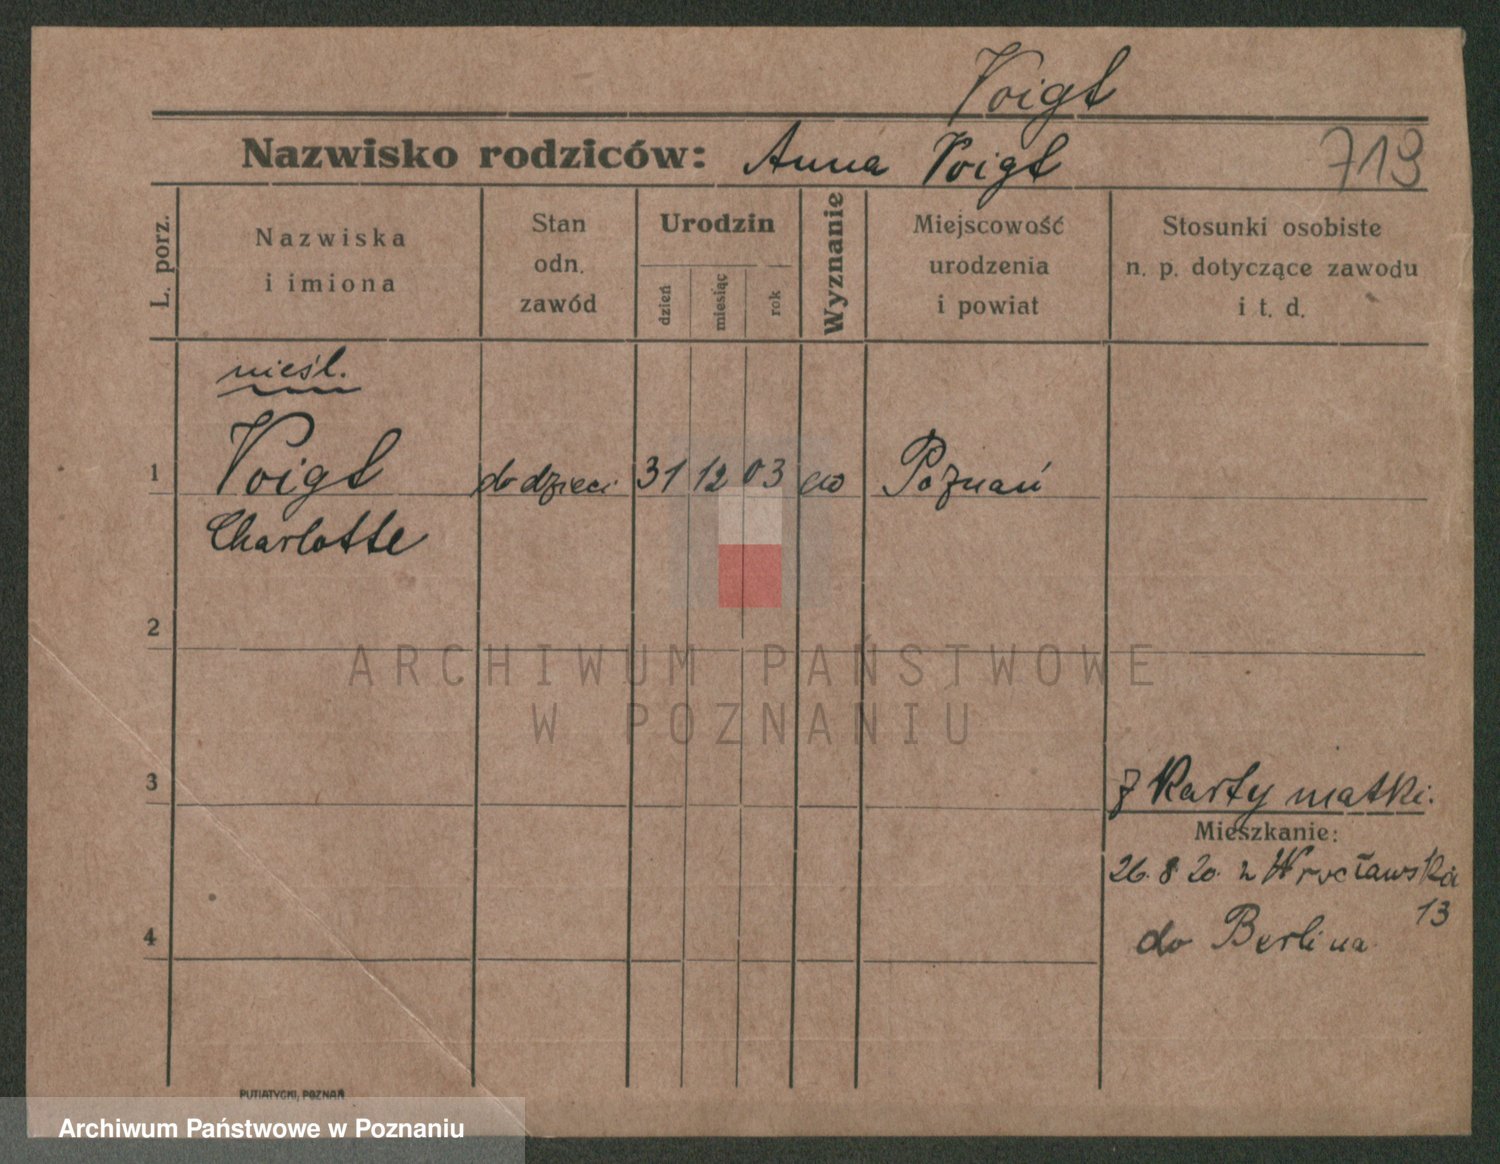 Voigt
Nazwisko rodziców: Anna Voigt
719
L. porz.
Nazwiska
i imiona
Stan
odn.
zawód
Urodzin
dzień
miesiąc
rok
Wyznanie
Miejscowość
urodzenia
i powiat
Stosunki osobiste
n. p. dotyczące zawodu
i t. d.
nieśl.
1 Voigt do dzieci 31 12 03 ew Poznań
Charlotte
2
ARCHIWUM PAŃSTWOWE
W POZNANIU
3
z Karty matki.
Mieszkanie:
26. 8 20. z Wrocławska
13
4
do Berlina
PUTIATYCKI, POZNAŃ
Archiwum Państwowe w Poznaniu